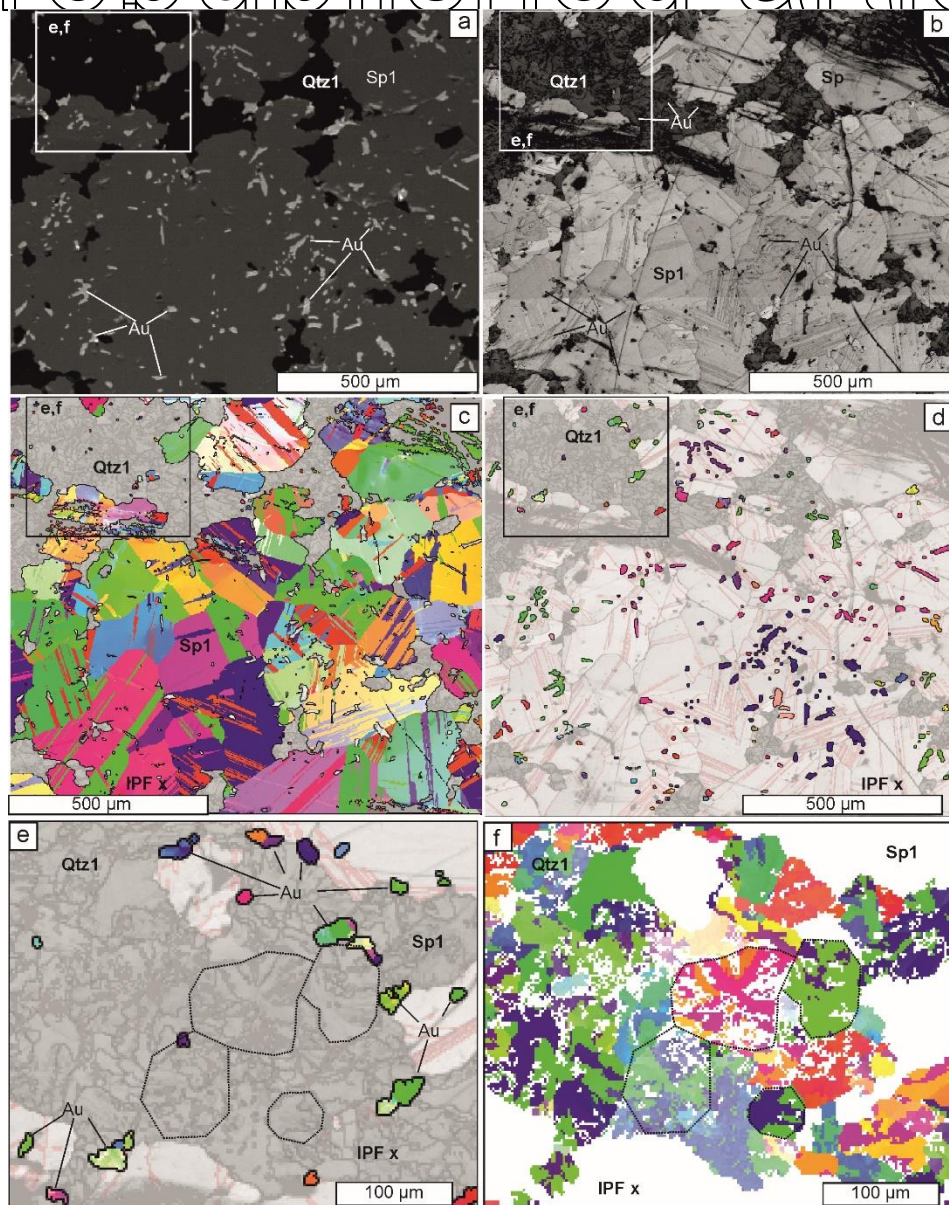 a
e,f
Qtz1
Sp1
Au
Au
500 µm
b
Qtz1
Sp
Au
e,f
Au
Sp1
Au
500 µm
c
e,f
Qtz1
Sp1
IPF x
500 µm
d
e,f
Qtz1
IPF x
500 µm
e
Qtz1
Au
Sp1
Au
Au
IPF x
100 µm
f
Qtz1
Sp1
IPF x
100 µm